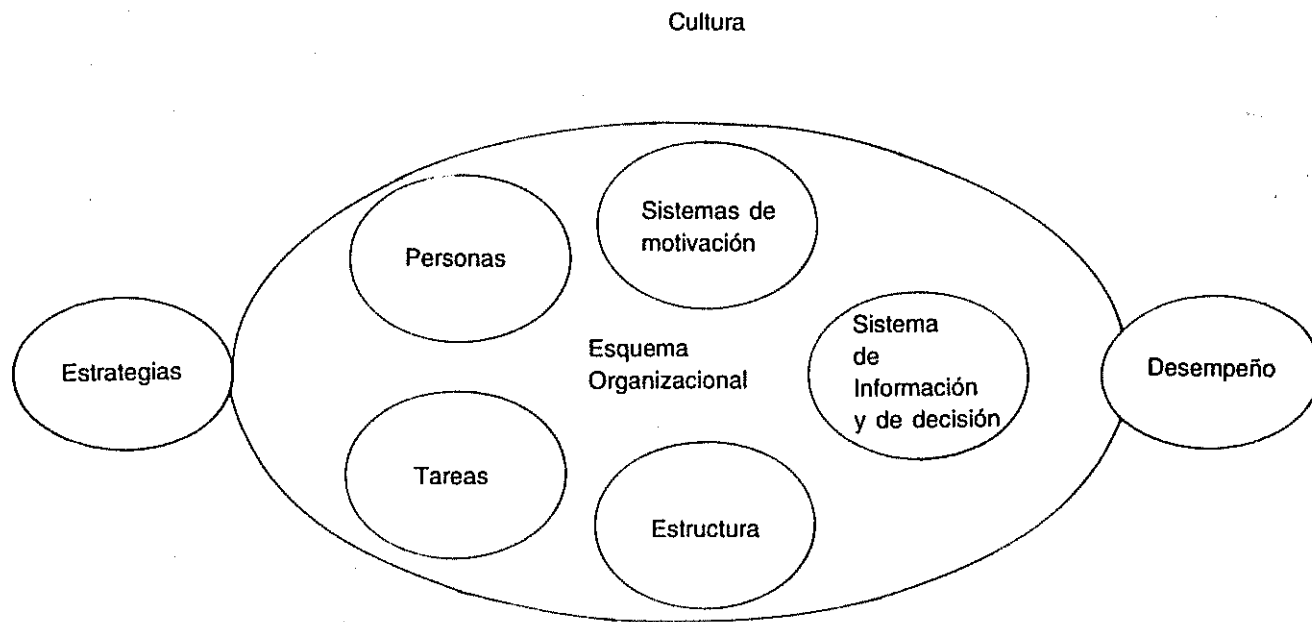 Cultura
Sistemas de
motivación
Personas
Sistema
de
Información
y de decisión
Esquema
Organizacional
Estrategias
Desempeño
Tareas
Estructura